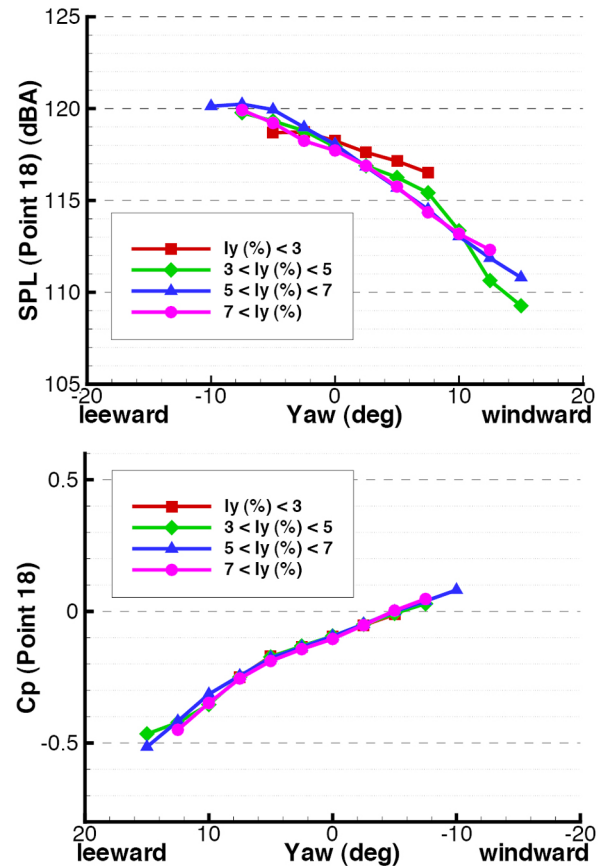 125
120
115
110
105
SPL (Point 18) (dBA)
Iy (%) < 3
3 < Iy (%) < 5
5 < Iy (%) < 7
7 < Iy (%)
-20 -10 0 10 20
leeward Yaw (deg) windward
0.5
0
-0.5
Cp (Point 18)
Iy (%) < 3
3 < Iy (%) < 5
5 < Iy (%) < 7
7 < Iy (%)
20 10 0 -10 -20
leeward Yaw (deg) windward